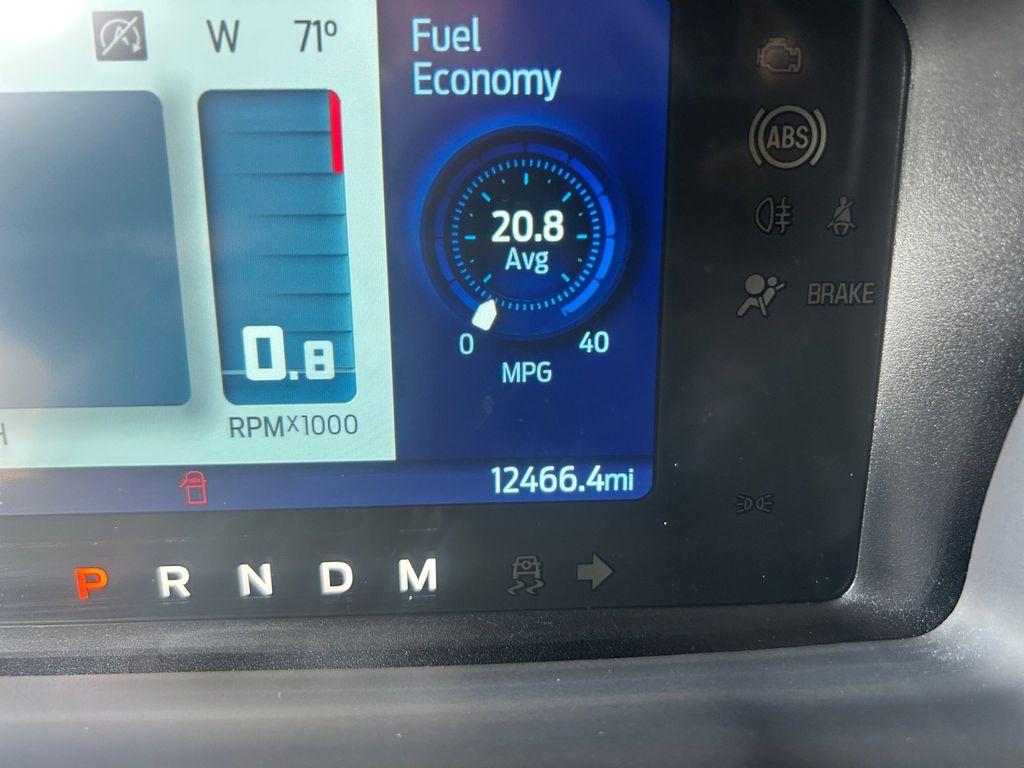 W 71°
Fuel
Economy
ABS
20.8
Avg
0 40
MPG
BRAKE
0.8
RPMx1000
H
12466.4mi
P R N D M